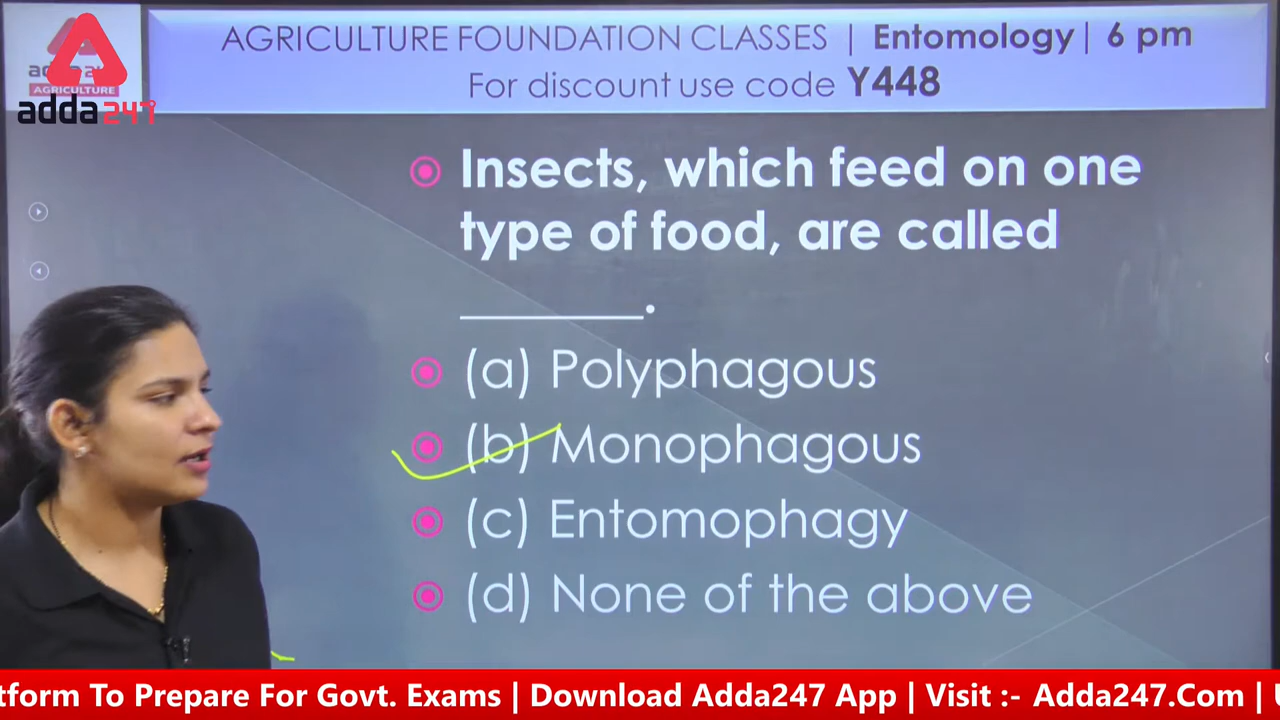 AGRICULTURE FOUNDATION CLASSES | Entomology| 6 pm
For discount use code Y448
AGRICULTURE
adda247
Insects, which feed on one
type of food, are called
_________.
(a) Polyphagous
(b) Monophagous
(c) Entomophagy
(d) None of the above
tform To Prepare For Govt. Exams | Download Adda247 App | Visit :- Adda247.Com |